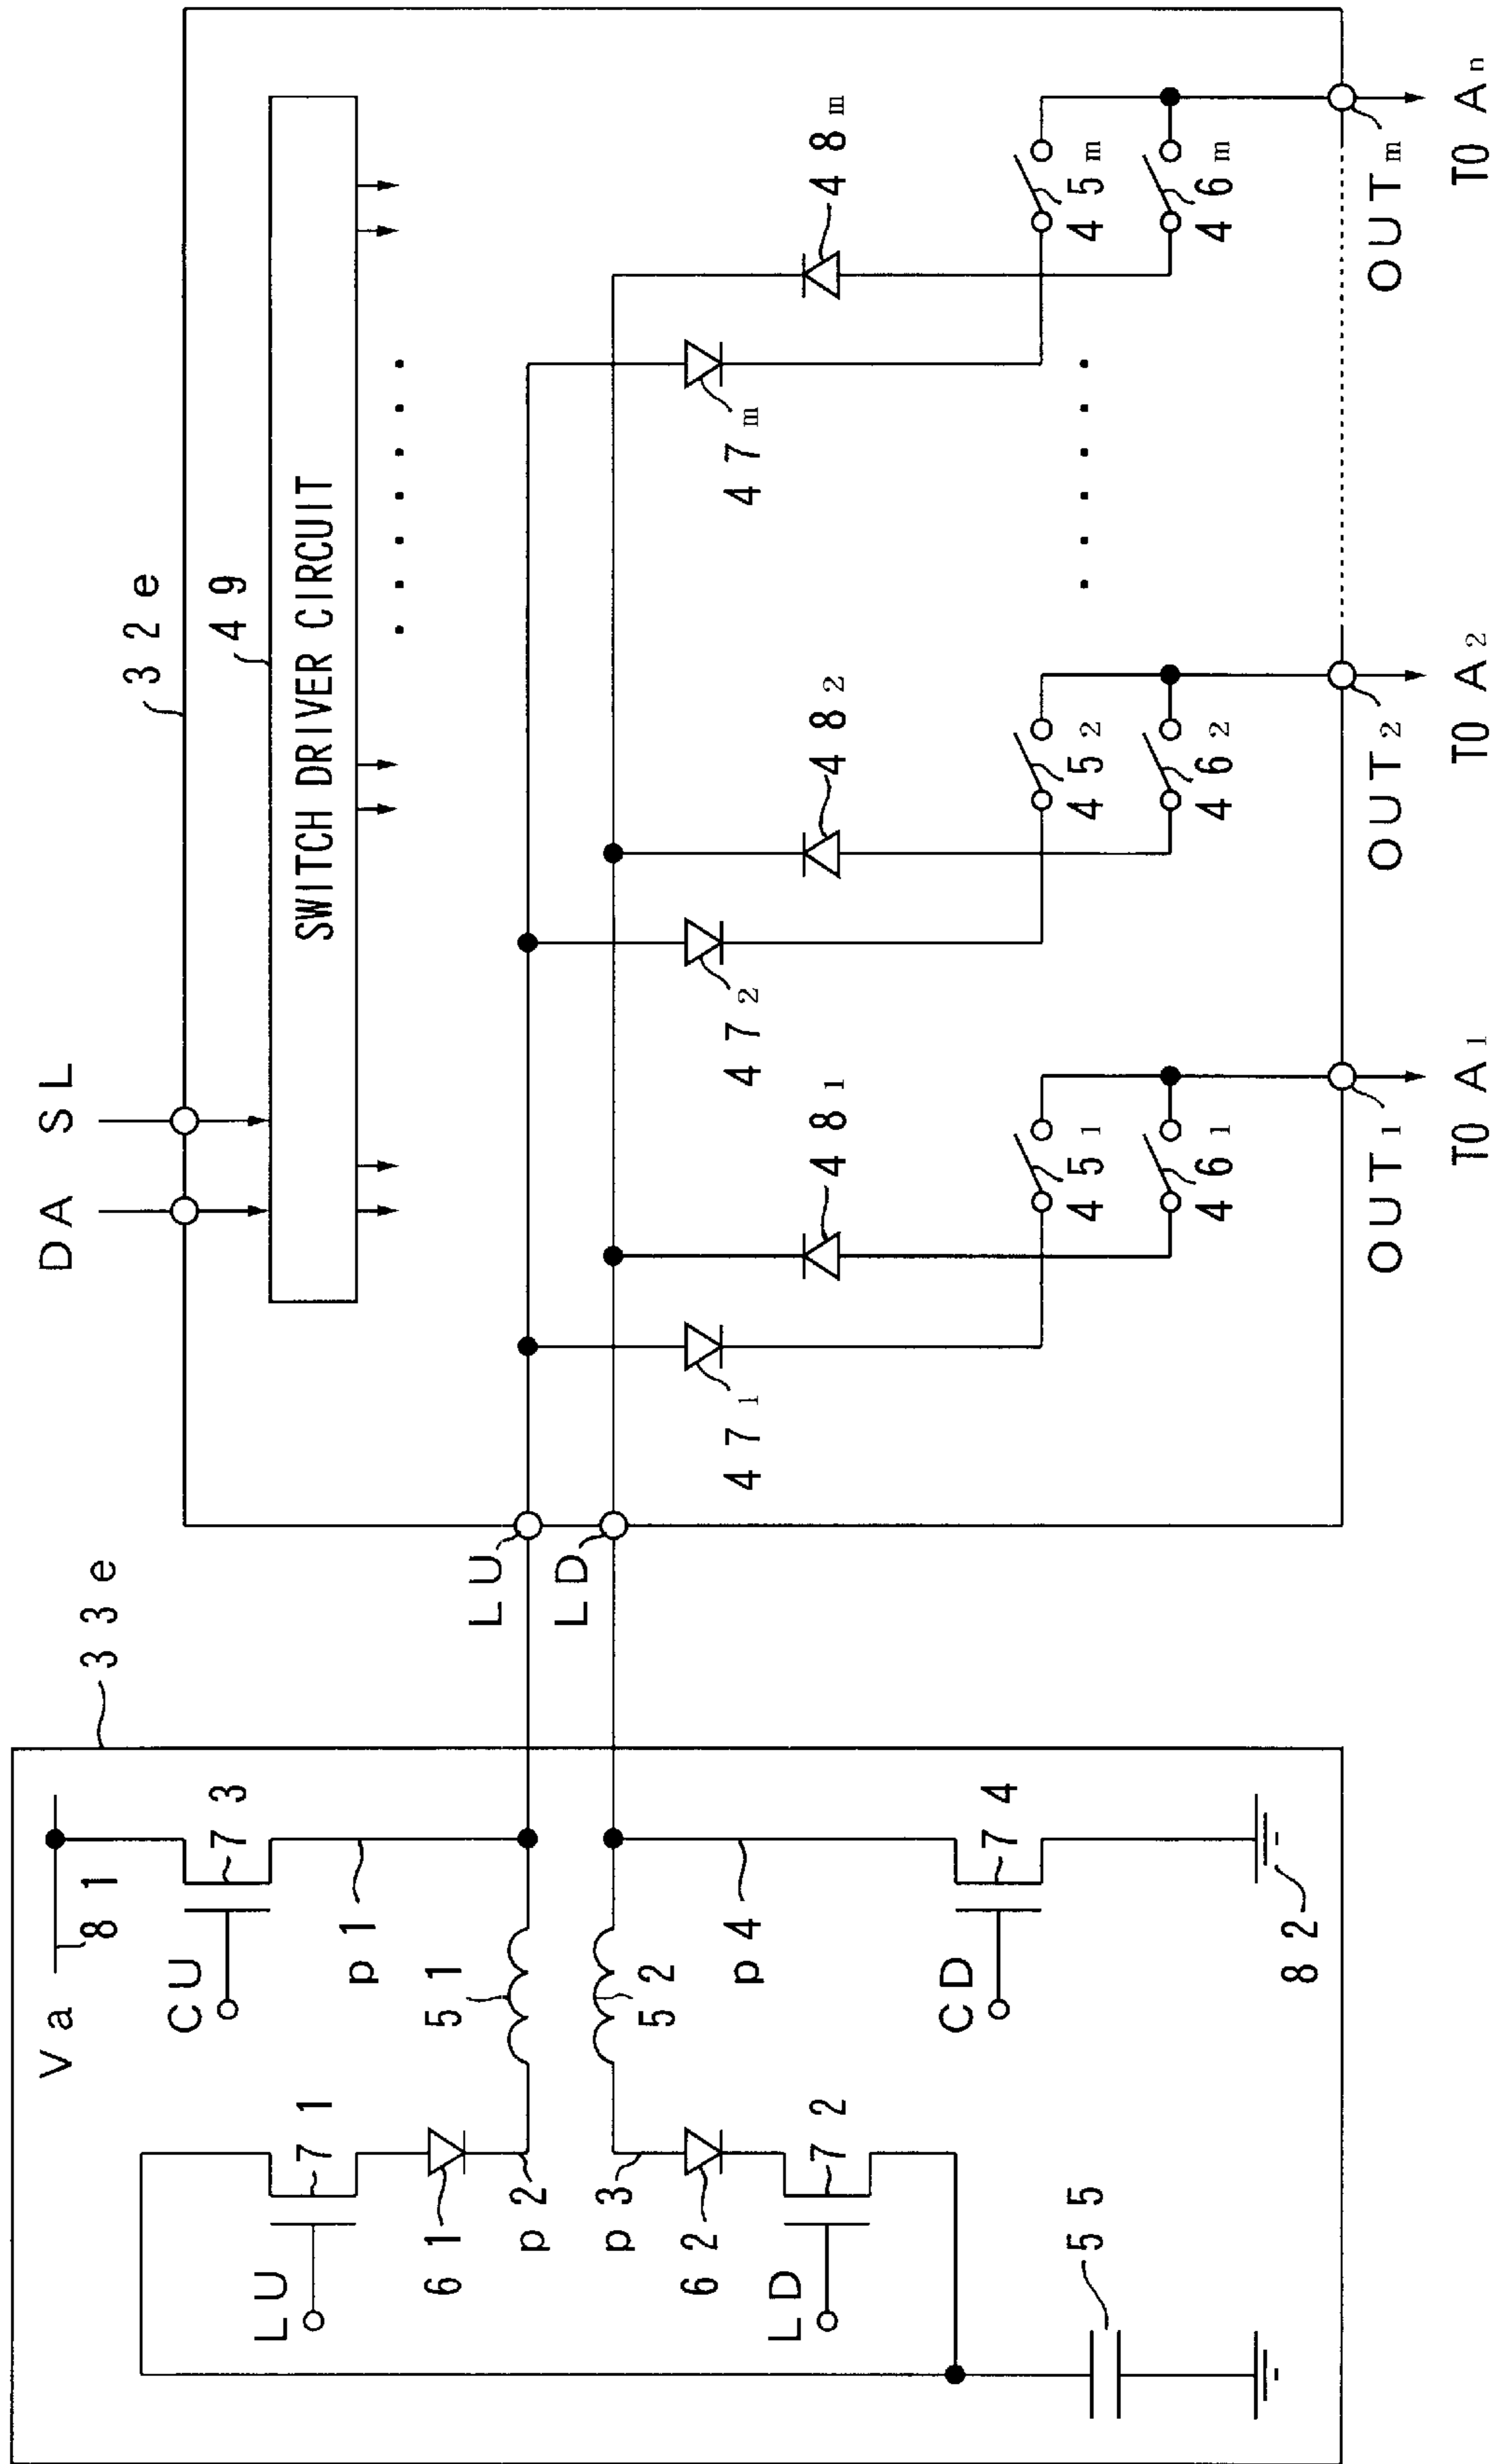 33e
Va
81
CU
73
p1
LU
71
61
p2
51
p3
52
62
LD
72
p4
CD
74
55
82
LU
LD
32e
DA
SL
49
SWITCH DRIVER CIRCUIT
47₁
48₁
45₁
46₁
47₂
48₂
45₂
46₂
47ₘ
48ₘ
45ₘ
46ₘ
OUT₁
OUT₂
OUTₘ
TO A₁
TO A₂
TO Aₙ